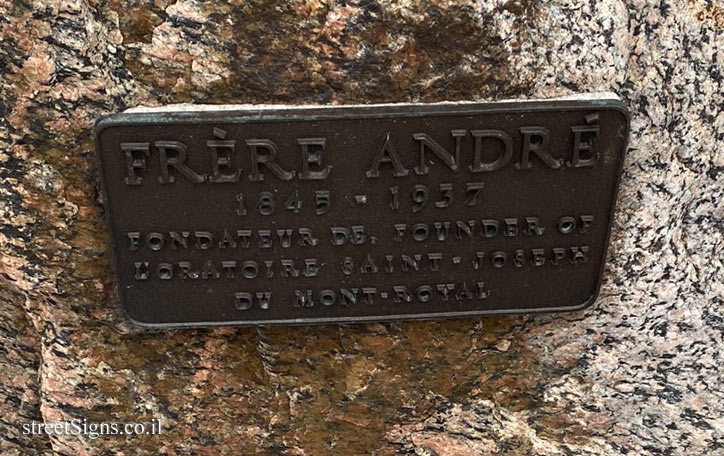 FRÈRE ANDRÉ
1845 - 1937
FONDATEUR DE. FOUNDER OF
L'ORATOIRE SAINT-JOSEPH
DU MONT-ROYAL
streetSigns.co.il